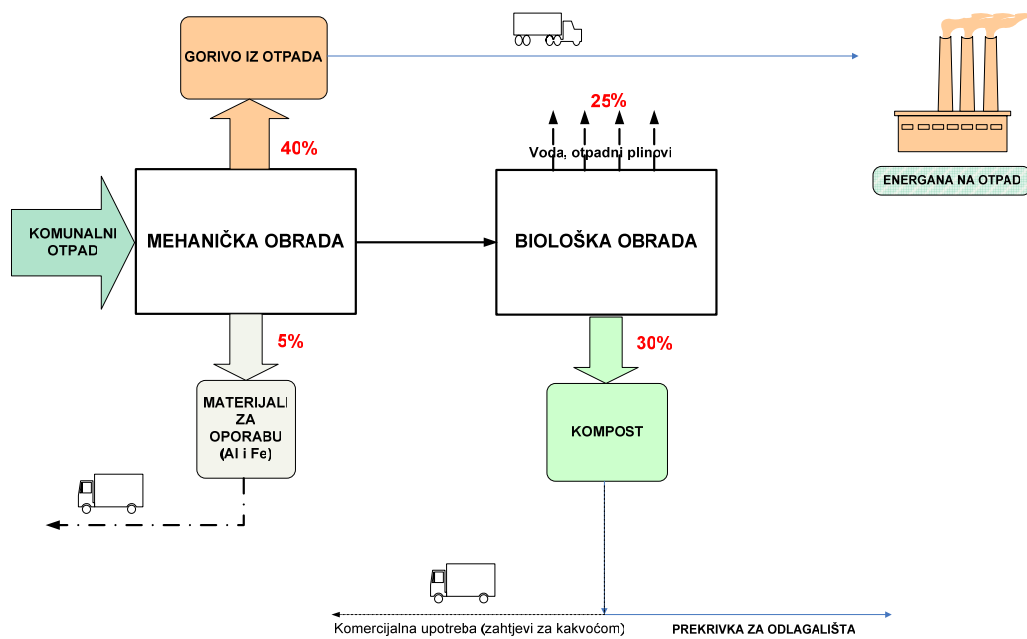 GORIVO IZ OTPADA
40%
25%
Voda, otpadni plinovi
ENERGANA NA OTPAD
KOMUNALNI
OTPAD
MEHANIČKA OBRADA
BIOLOŠKA OBRADA
5%
30%
MATERIJALI
ZA
OPORABU
(Al i Fe)
KOMPOST
Komercijalna upotreba (zahtjevi za kakvoćom)
PREKRIVKA ZA ODLAGALIŠTA